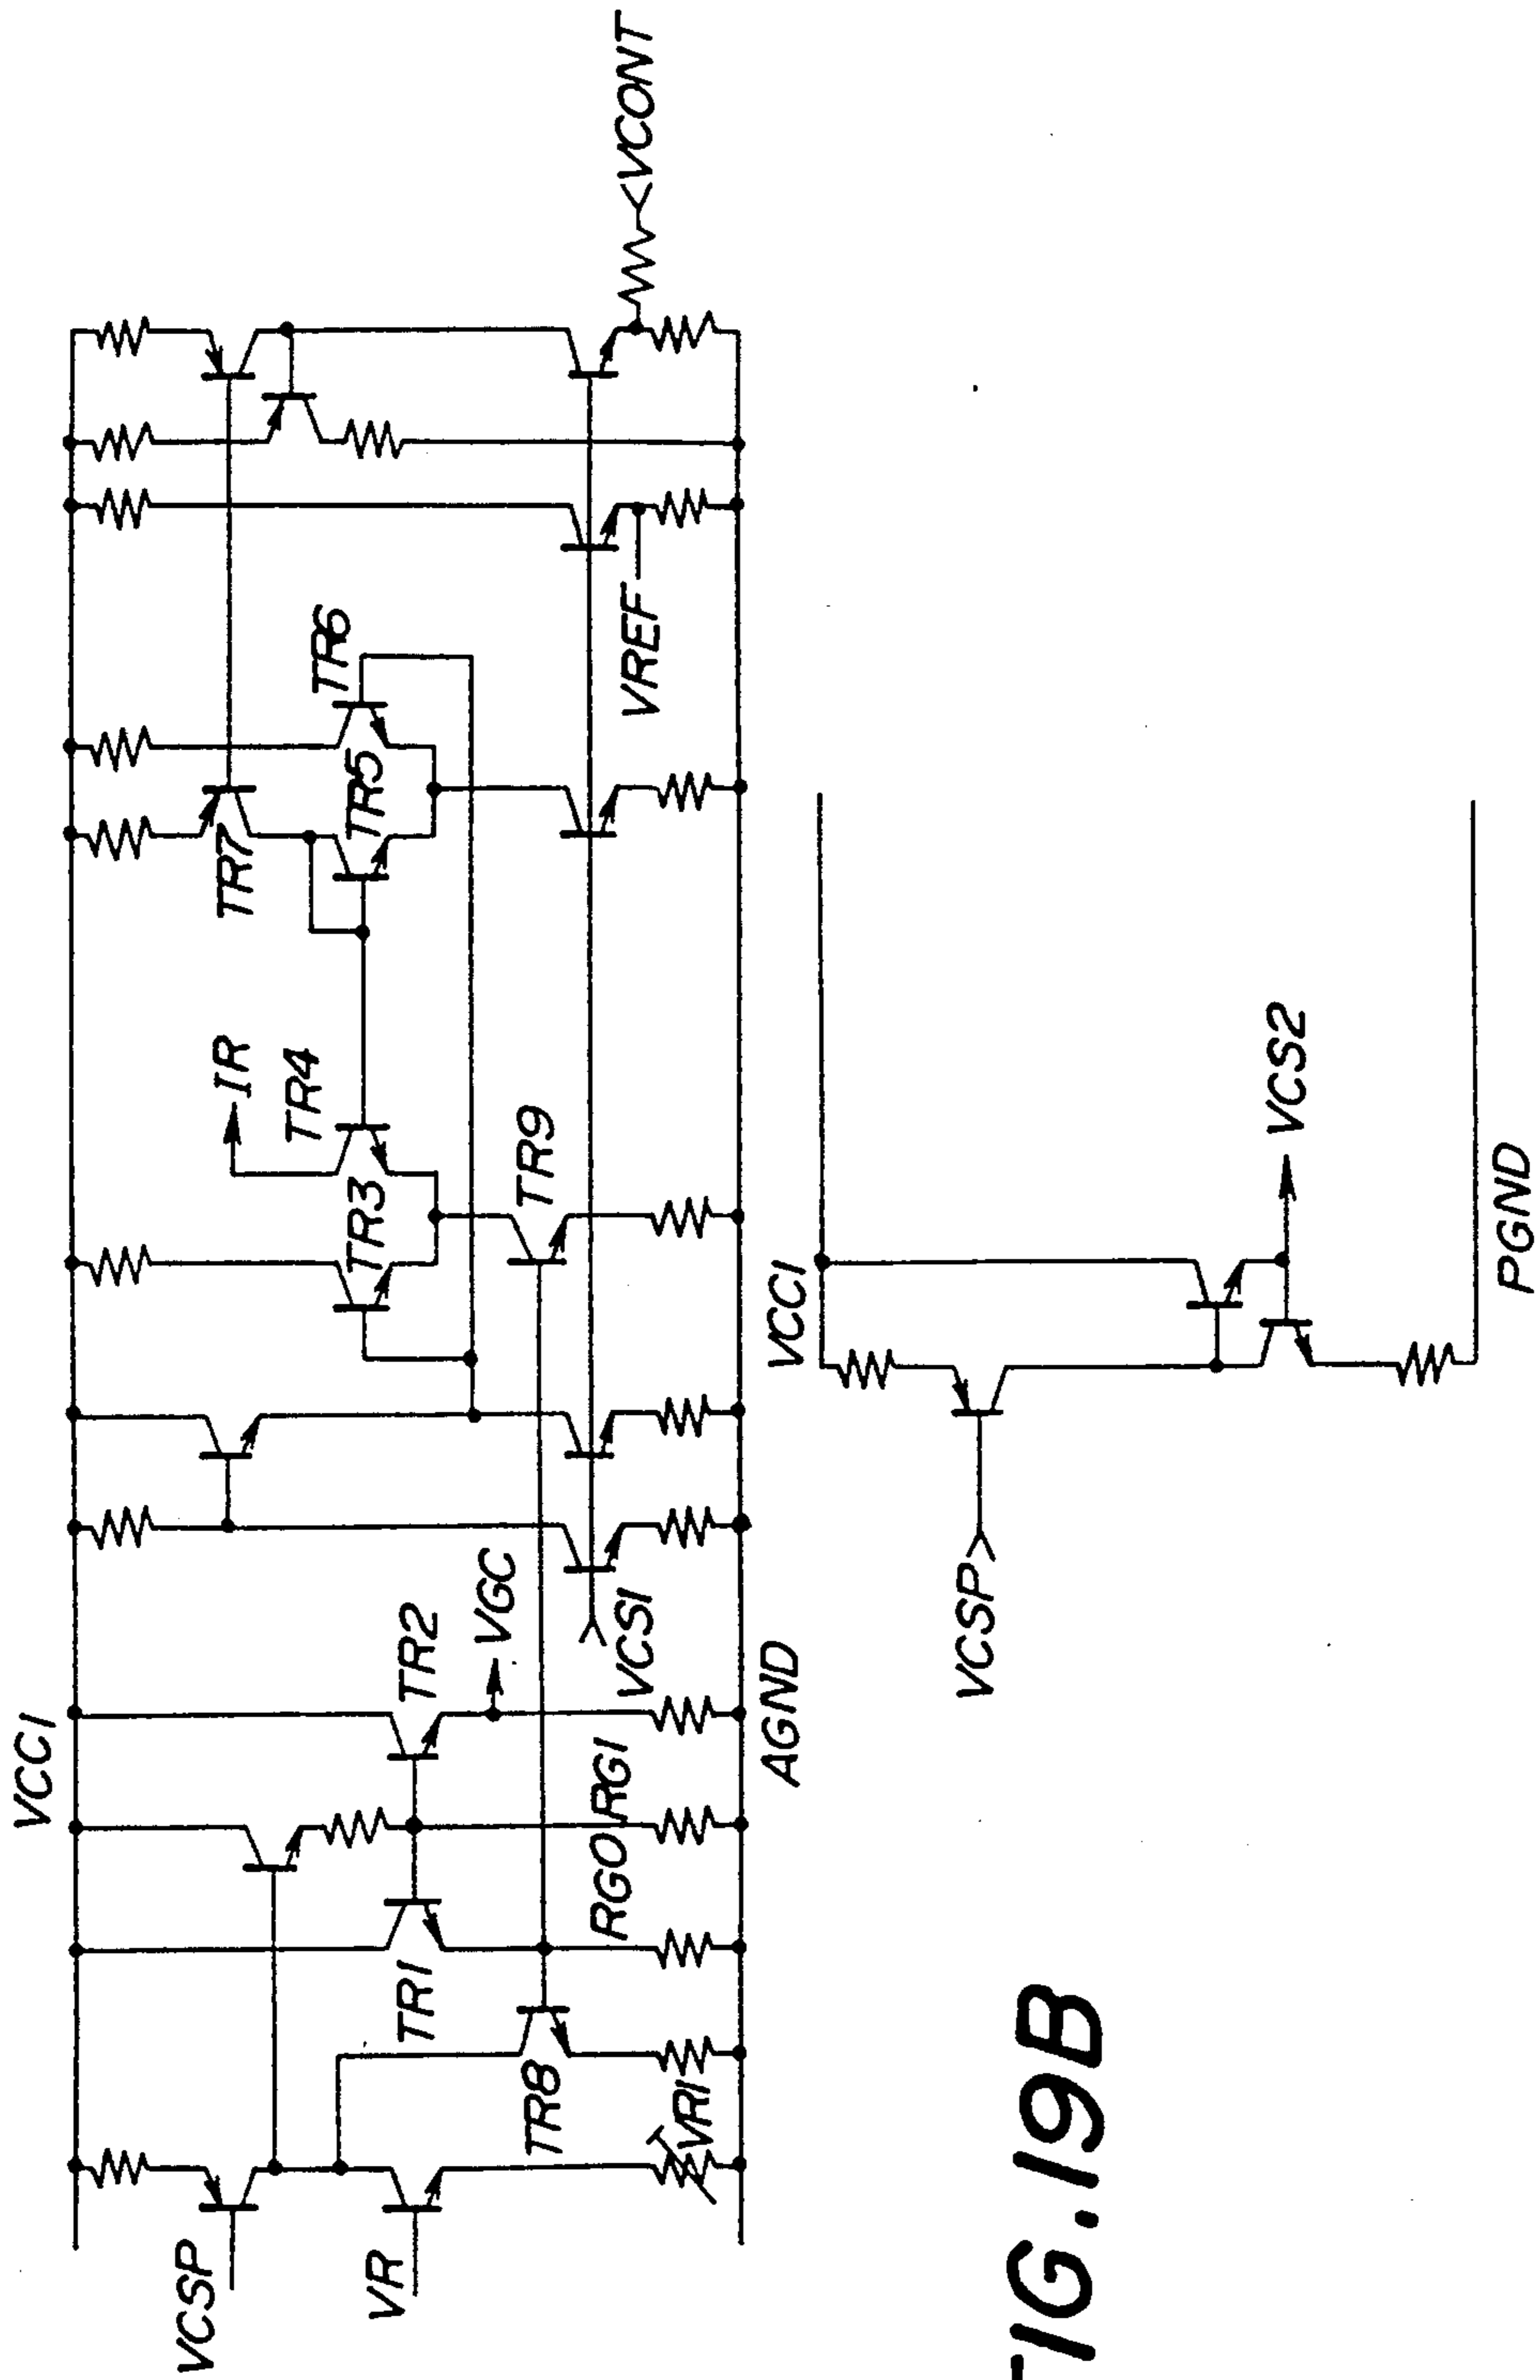 VCC1
VCSP
VR
TR1
TR2
VGC
TR8
VR1
RG0
RG1
VCS1
AGND
TR3
TR4
IR
TR9
TR7
TR5
TR6
VREF
<VCONT
VCC1
VCSP>
VCS2
PGND
FIG.19B